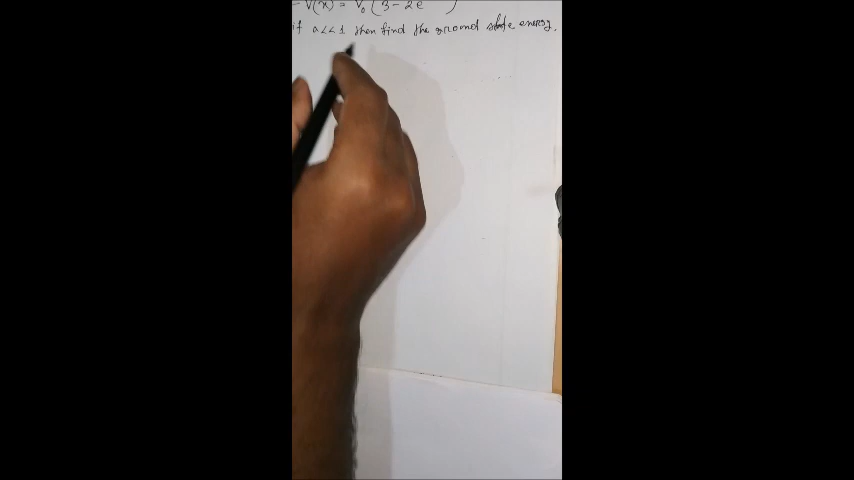 = V(x) = V₀ (3 - 2e )
if a<<1 then find the ground state energy.